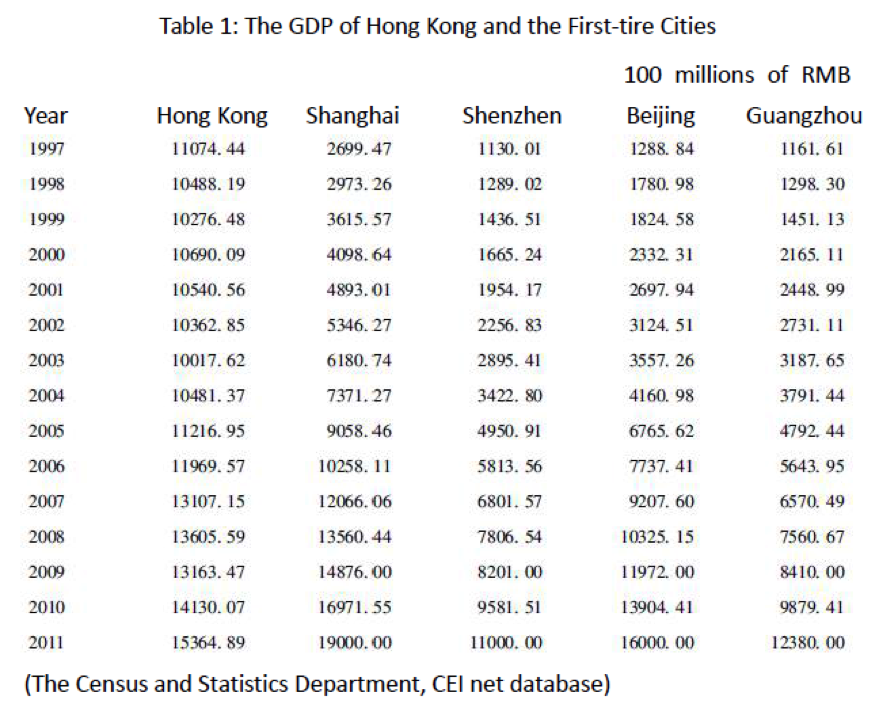 Table 1: The GDP of Hong Kong and the First-tire Cities
100 millions of RMB
Year Hong Kong Shanghai Shenzhen Beijing Guangzhou
1997 11074. 44 2699. 47 1130. 01 1288. 84 1161. 61
1998 10488. 19 2973. 26 1289. 02 1780. 98 1298. 30
1999 10276. 48 3615. 57 1436. 51 1824. 58 1451. 13
2000 10690. 09 4098. 64 1665. 24 2332. 31 2165. 11
2001 10540. 56 4893. 01 1954. 17 2697. 94 2448. 99
2002 10362. 85 5346. 27 2256. 83 3124. 51 2731. 11
2003 10017. 62 6180. 74 2895. 41 3557. 26 3187. 65
2004 10481. 37 7371. 27 3422. 80 4160. 98 3791. 44
2005 11216. 95 9058. 46 4950. 91 6765. 62 4792. 44
2006 11969. 57 10258. 11 5813. 56 7737. 41 5643. 95
2007 13107. 15 12066. 06 6801. 57 9207. 60 6570. 49
2008 13605. 59 13560. 44 7806. 54 10325. 15 7560. 67
2009 13163. 47 14876. 00 8201. 00 11972. 00 8410. 00
2010 14130. 07 16971. 55 9581. 51 13904. 41 9879. 41
2011 15364. 89 19000. 00 11000. 00 16000. 00 12380. 00
(The Census and Statistics Department, CEI net database)